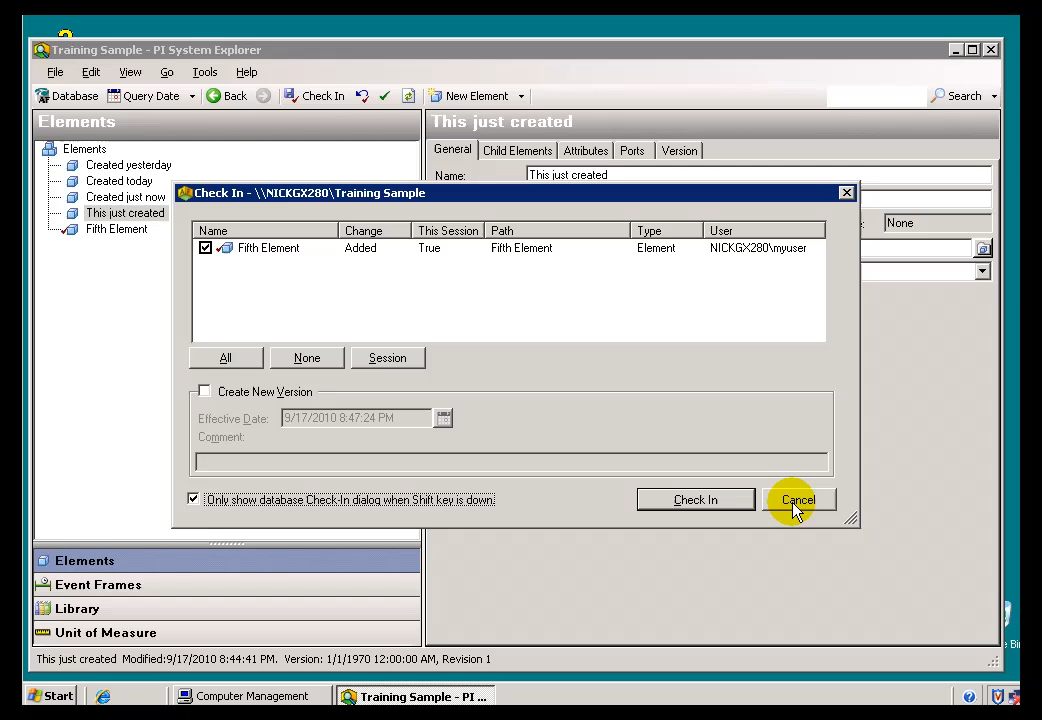 Training Sample - PI System Explorer
File Edit View Go Tools Help
Database Query Date Back Check In New Element Search
Elements
This just created
Elements
Created yesterday
Created today
Created just now
This just created
Fifth Element
General Child Elements Attributes Ports Version
Name: This just created
None
Check In - \\NICKGX280\Training Sample
Name Change This Session Path Type User
Fifth Element Added True Fifth Element Element NICKGX280\myuser
All None Session
Create New Version
Effective Date: 9/17/2010 8:47:24 PM
Comment:
Only show database Check-In dialog when Shift key is down.
Check In Cancel
Elements
Event Frames
Library
Unit of Measure
This just created Modified:9/17/2010 8:44:41 PM. Version: 1/1/1970 12:00:00 AM, Revision 1
Start Computer Management Training Sample - PI ...